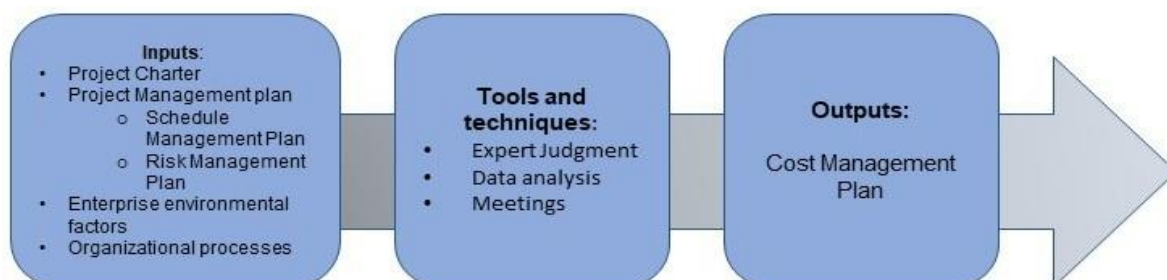 Inputs:
• Project Charter
• Project Management plan
o Schedule
Management Plan
o Risk Management
Plan
• Enterprise environmental
factors
• Organizational processes
Tools and
techniques:
• Expert Judgment
• Data analysis
• Meetings
Outputs:
Cost Management
Plan